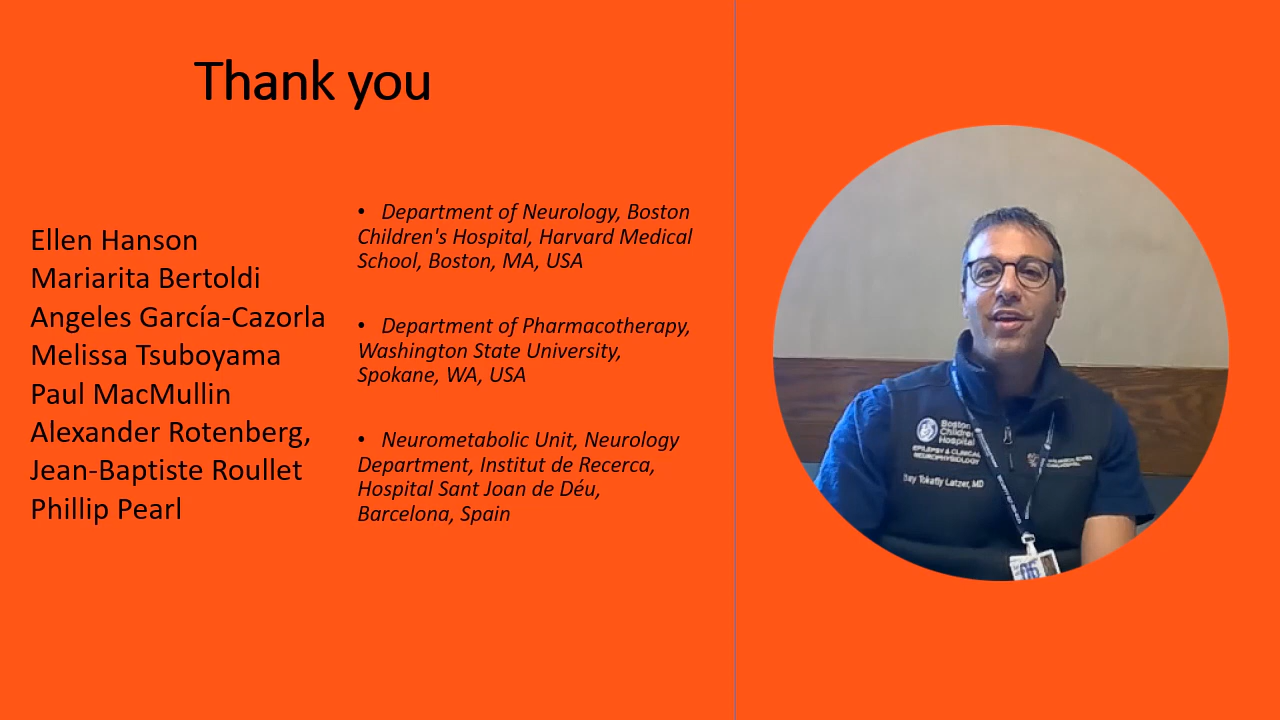 Thank you
Ellen Hanson
Mariarita Bertoldi
Angeles García-Cazorla
Melissa Tsuboyama
Paul MacMullin
Alexander Rotenberg,
Jean-Baptiste Roullet
Phillip Pearl
• Department of Neurology, Boston
Children's Hospital, Harvard Medical
School, Boston, MA, USA
• Department of Pharmacotherapy,
Washington State University,
Spokane, WA, USA
• Neurometabolic Unit, Neurology
Department, Institut de Recerca,
Hospital Sant Joan de Déu,
Barcelona, Spain
Boston
Children's
Hospital
EPILEPSY & CLINICAL
NEUROPHYSIOLOGY
Bay Tokatly Latzer, MD